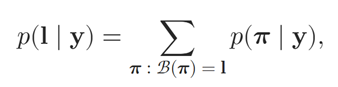 p(l | y) = ∑ p(π | y),
π : ℬ(π) = l